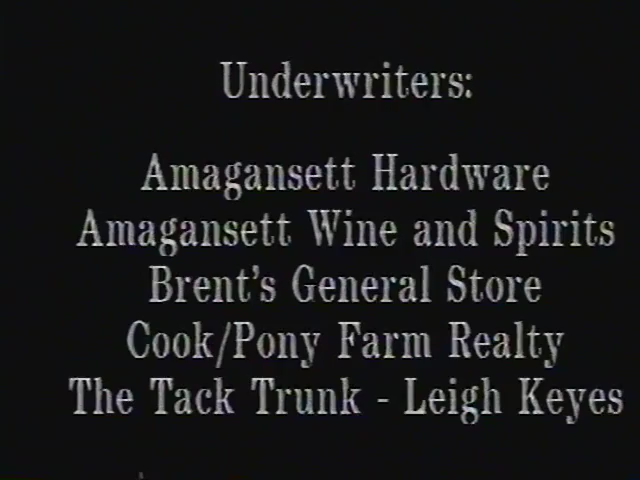 Underwriters:
Amagansett Hardware
Amagansett Wine and Spirits
Brent's General Store
Cook/Pony Farm Realty
The Tack Trunk - Leigh Keyes